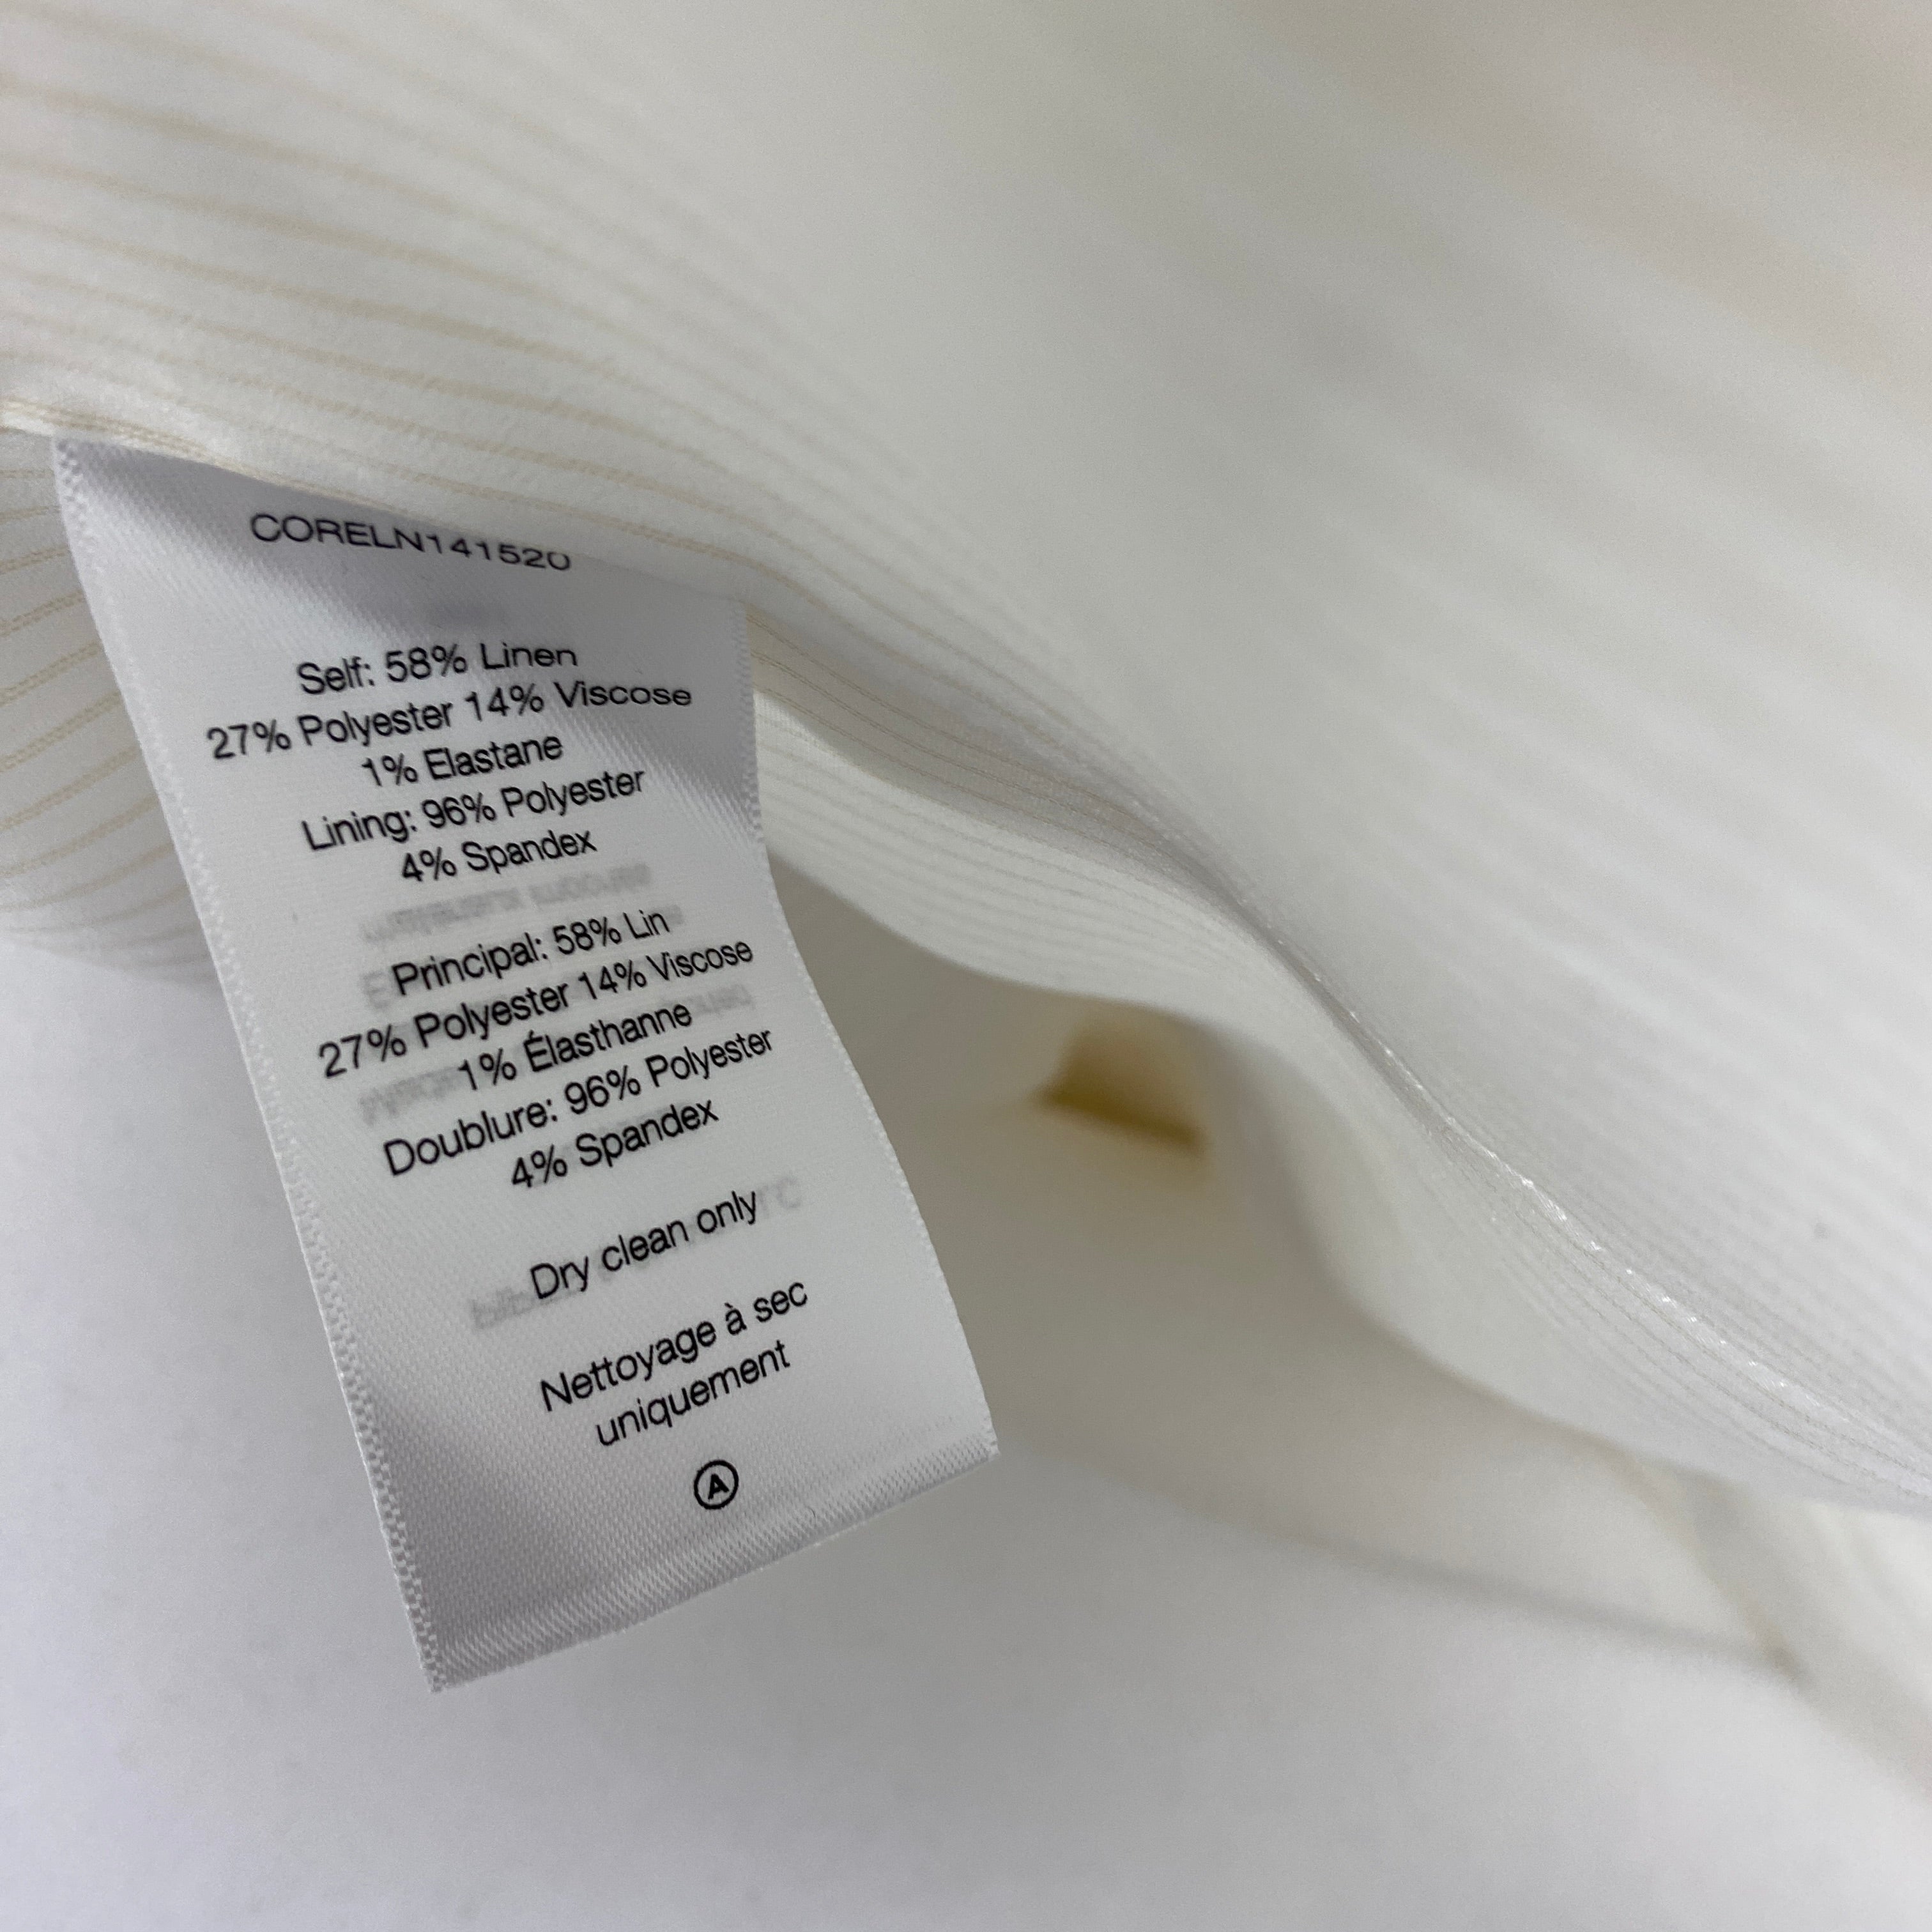 CORELN141520
Self: 58% Linen
27% Polyester 14% Viscose
1% Elastane
Lining: 96% Polyester
4% Spandex
Principal: 58% Lin
27% Polyester 14% Viscose
1% Élasthanne
Doublure: 96% Polyester
4% Spandex
Dry clean only
Nettoyage à sec
uniquement
A